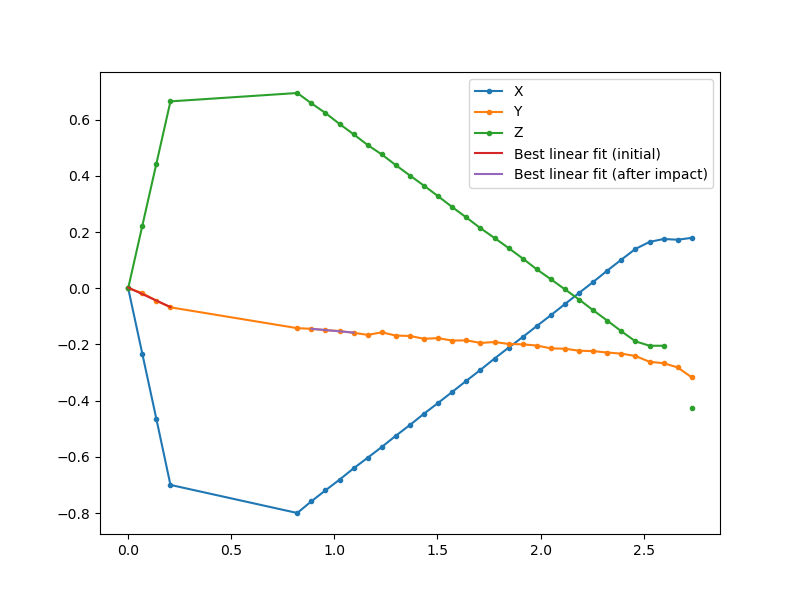 X
Y
Z
Best linear fit (initial)
Best linear fit (after impact)
0.6
0.4
0.2
0.0
−0.2
−0.4
−0.6
−0.8
0.0 0.5 1.0 1.5 2.0 2.5